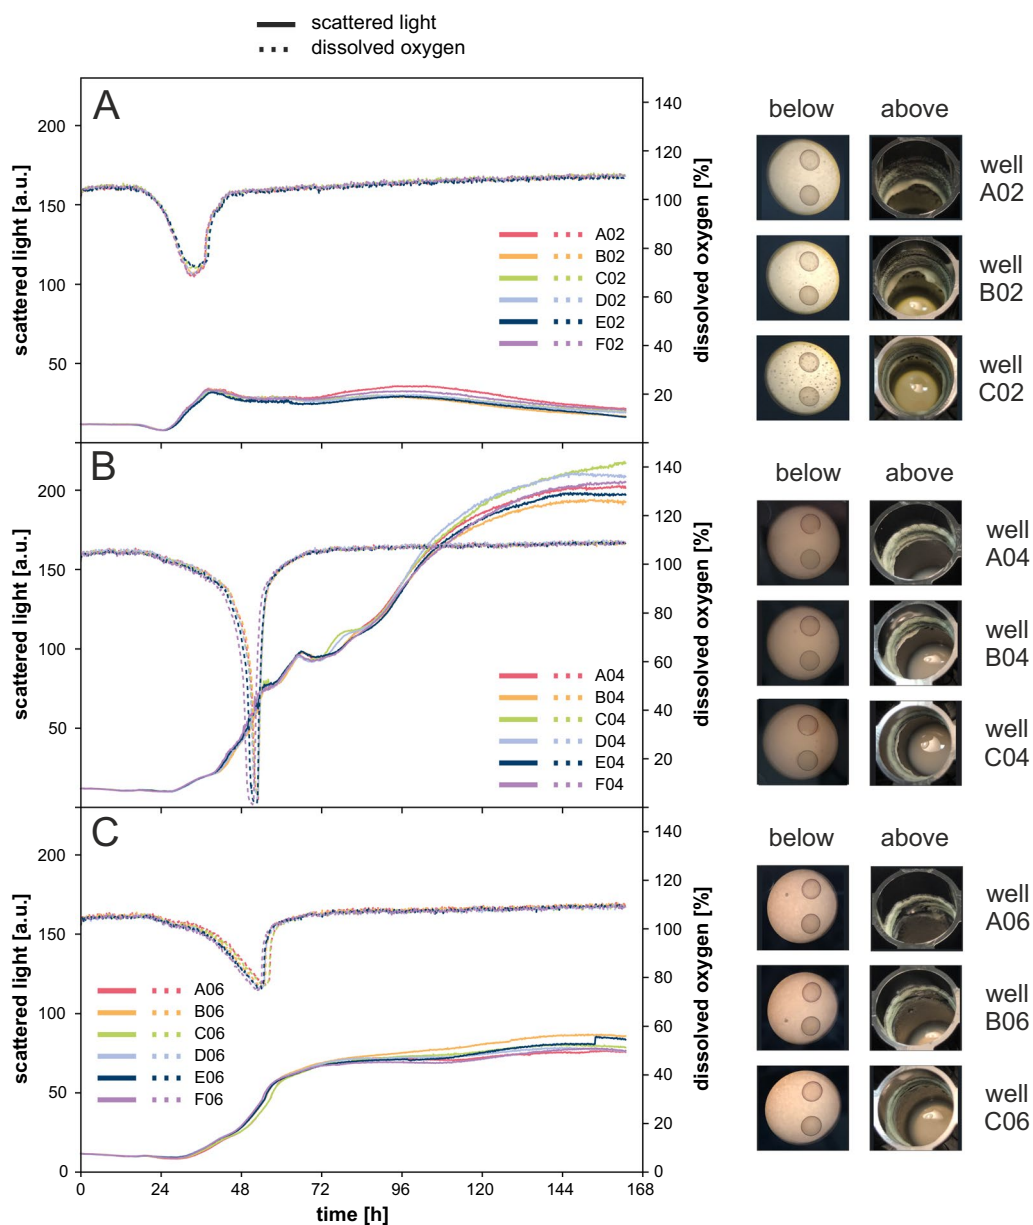 scattered light
dissolved oxygen
A
200
150
100
50
scattered light [a.u.]
140
120
100
80
60
40
20
0
dissolved oxygen [%]
A02
B02
C02
D02
E02
F02
below above
well
A02
well
B02
well
C02
B
200
150
100
50
scattered light [a.u.]
140
120
100
80
60
40
20
0
dissolved oxygen [%]
A04
B04
C04
D04
E04
F04
below above
well
A04
well
B04
well
C04
C
200
150
100
50
0
scattered light [a.u.]
140
120
100
80
60
40
20
0
dissolved oxygen [%]
A06
B06
C06
D06
E06
F06
0 24 48 72 96 120 144 168
time [h]
below above
well
A06
well
B06
well
C06